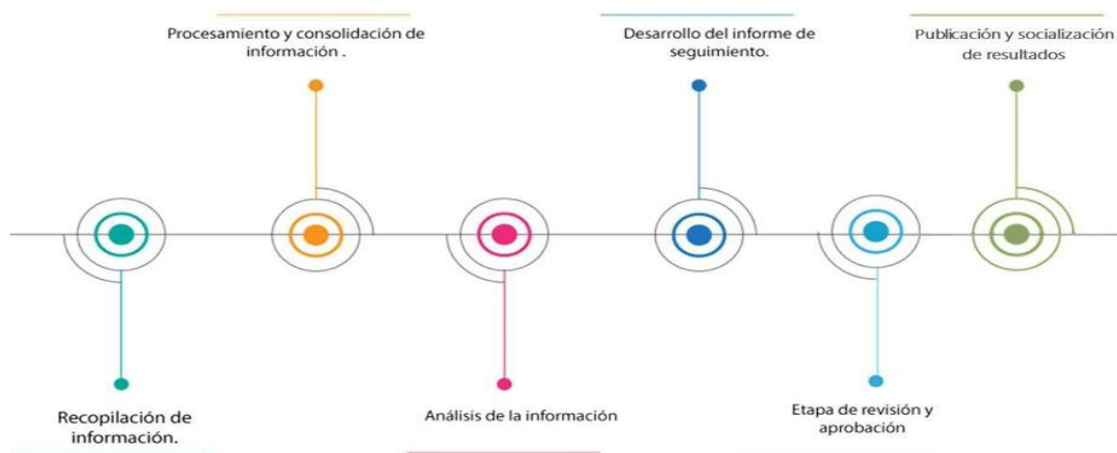 Procesamiento y consolidación de
información .
Desarrollo del informe de
seguimiento.
Publicación y socialización
de resultados
Recopilación de
información.
Análisis de la información
Etapa de revisión y
aprobación